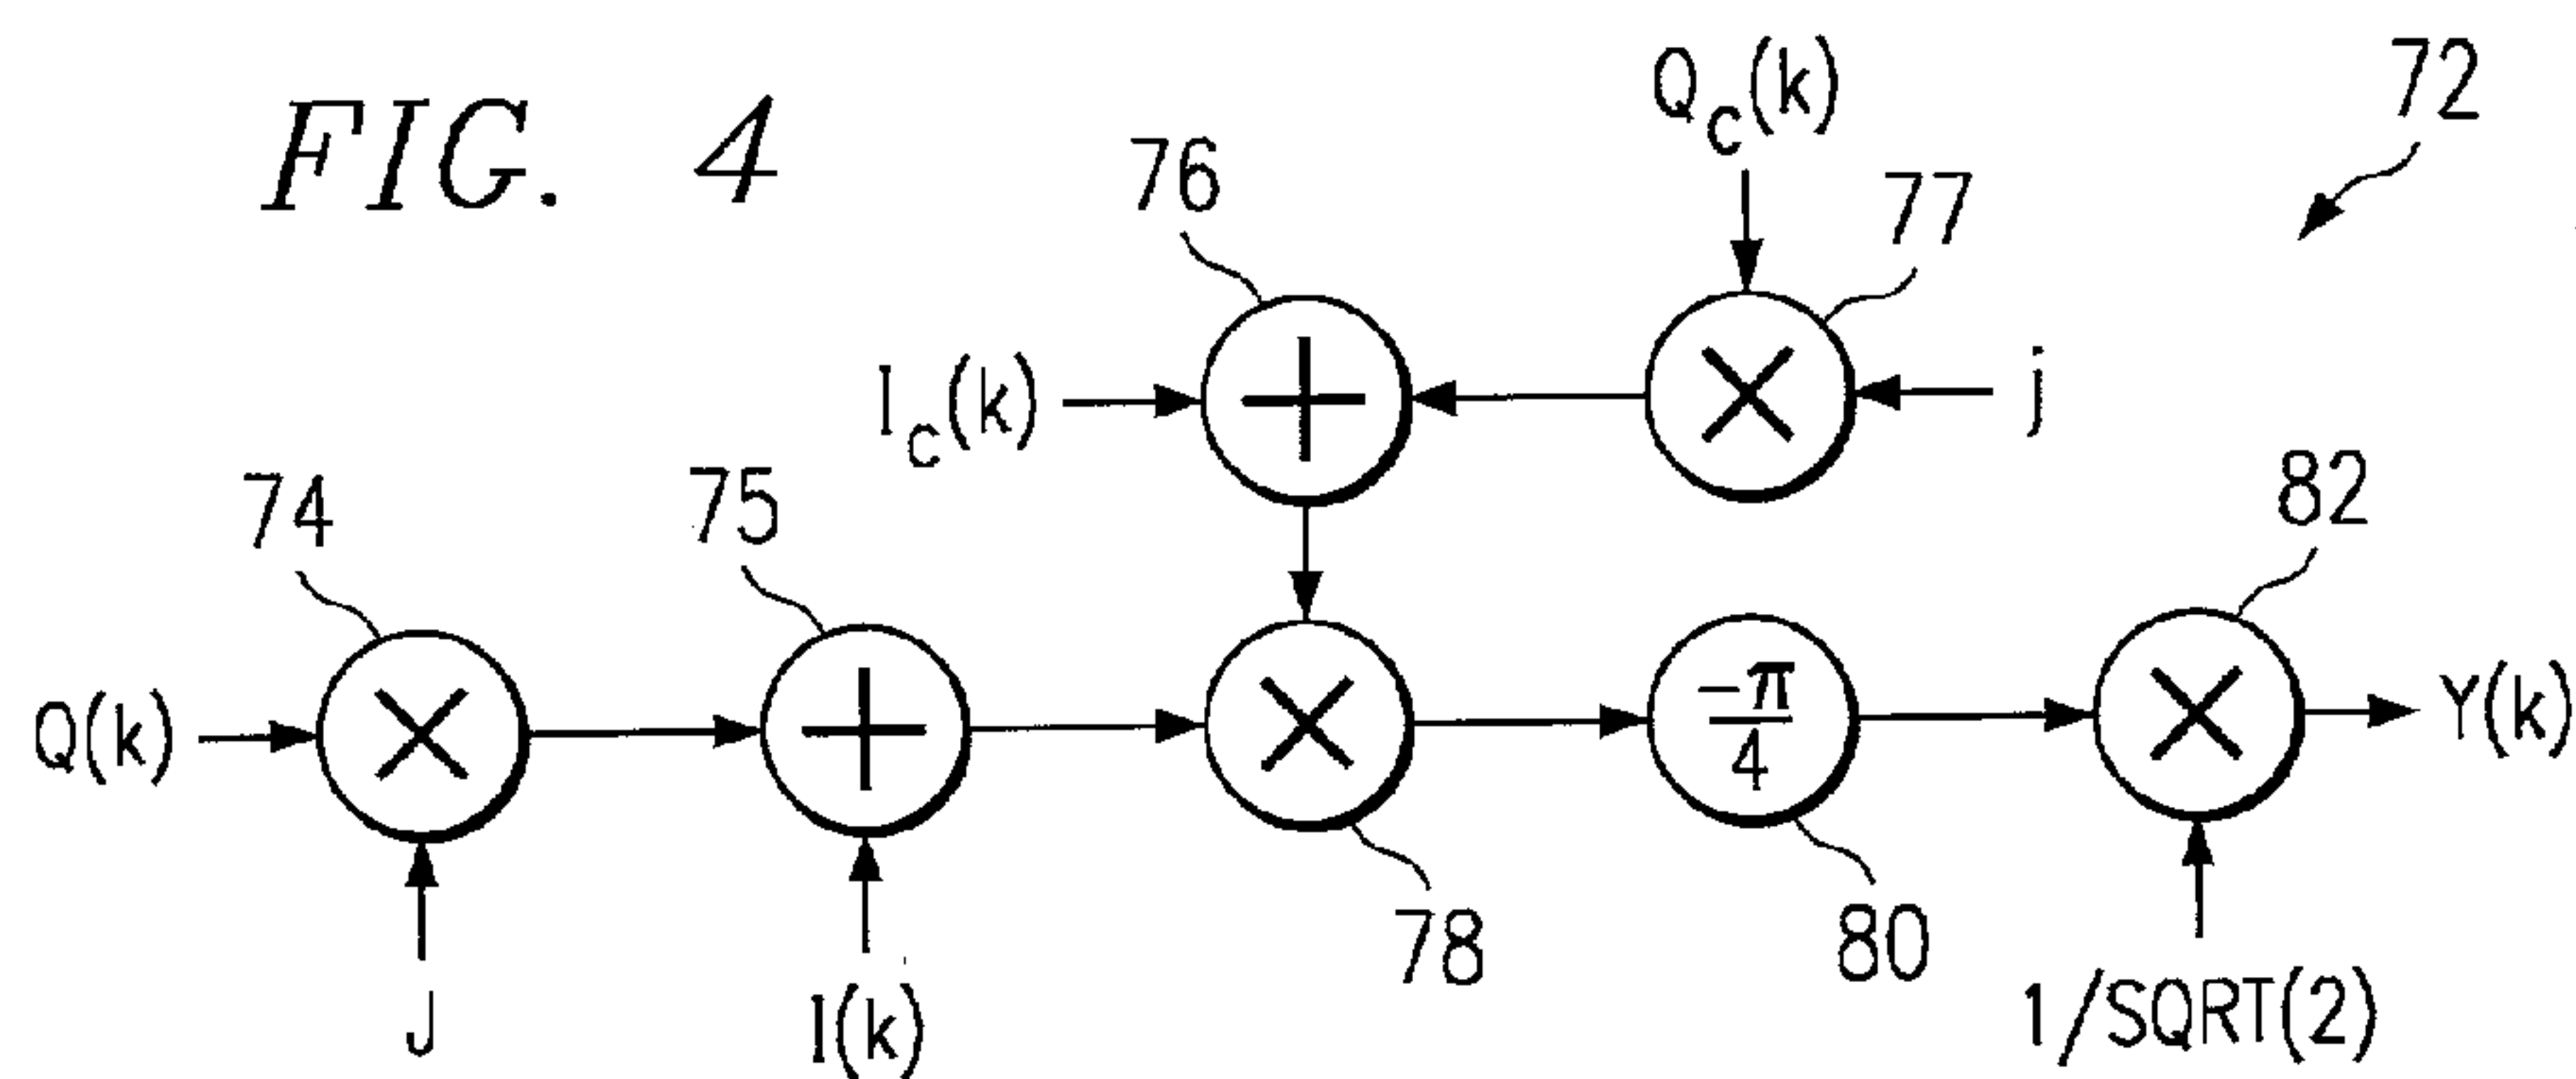 FIG. 4
Q_c(k)
72
76
77
I_c(k)
+
×
j
74
75
82
Q(k)
×
+
×
-π/4
×
Y(k)
78
80
J
I(k)
1/SQRT(2)